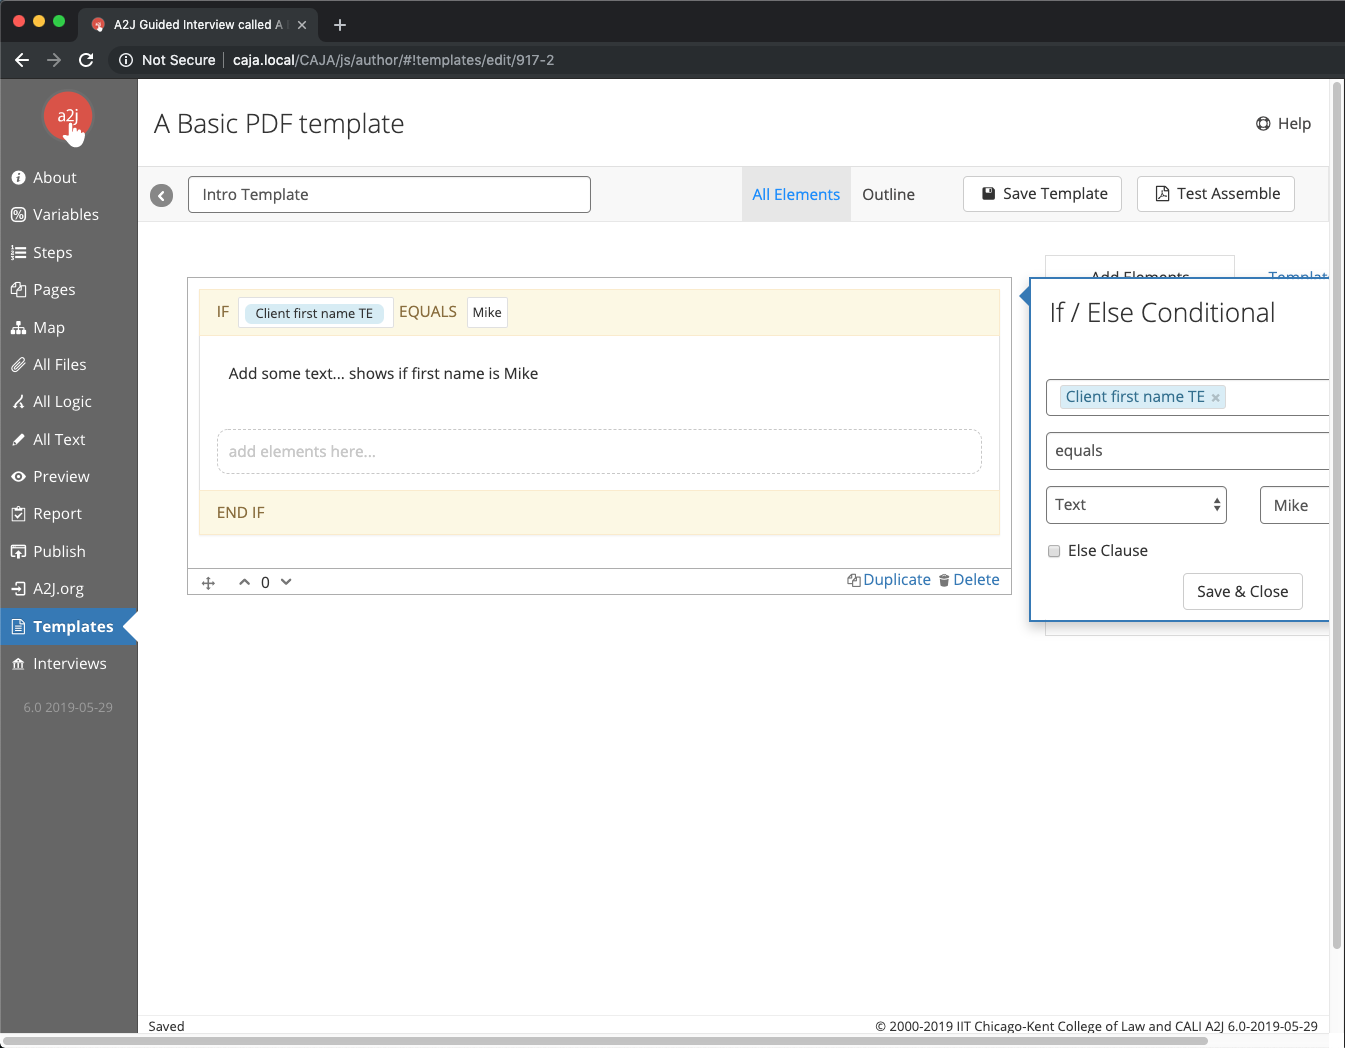 A2J Guided Interview called A
Not Secure caja.local/CAJA/js/author/#!templates/edit/917-2
a2j
A Basic PDF template
Help
About
Variables
Steps
Pages
Map
All Files
All Logic
All Text
Preview
Report
Publish
A2J.org
Templates
Interviews
6.0 2019-05-29
Intro Template
All Elements
Outline
Save Template
Test Assemble
Add Elements
Templat
IF Client first name TE EQUALS Mike
Add some text... shows if first name is Mike
add elements here...
END IF
0
Duplicate Delete
If / Else Conditional
Client first name TE ×
equals
Text
Mike
Else Clause
Save & Close
Saved
© 2000-2019 IIT Chicago-Kent College of Law and CALI A2J 6.0-2019-05-29